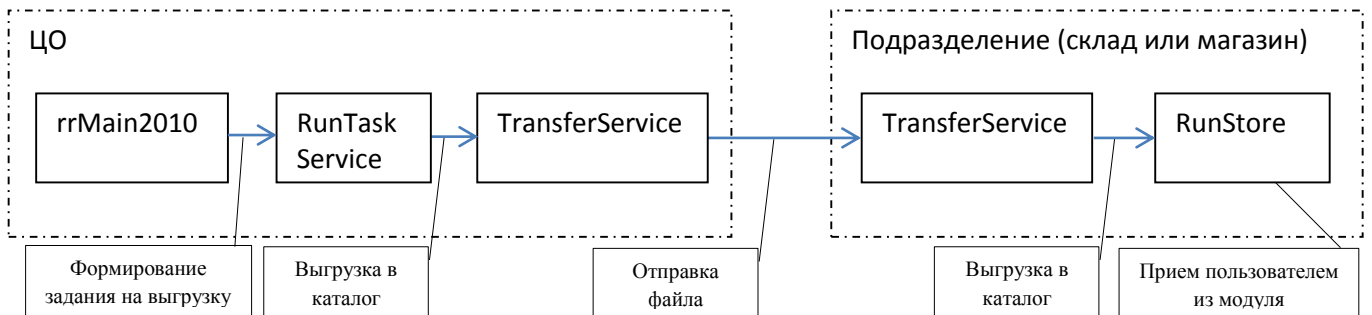 ЦО
Подразделение (склад или магазин)
rrMain2010
RunTask
Service
TransferService
TransferService
RunStore
Формирование
задания на выгрузку
Выгрузка в
каталог
Отправка
файла
Выгрузка в
каталог
Прием пользователем
из модуля